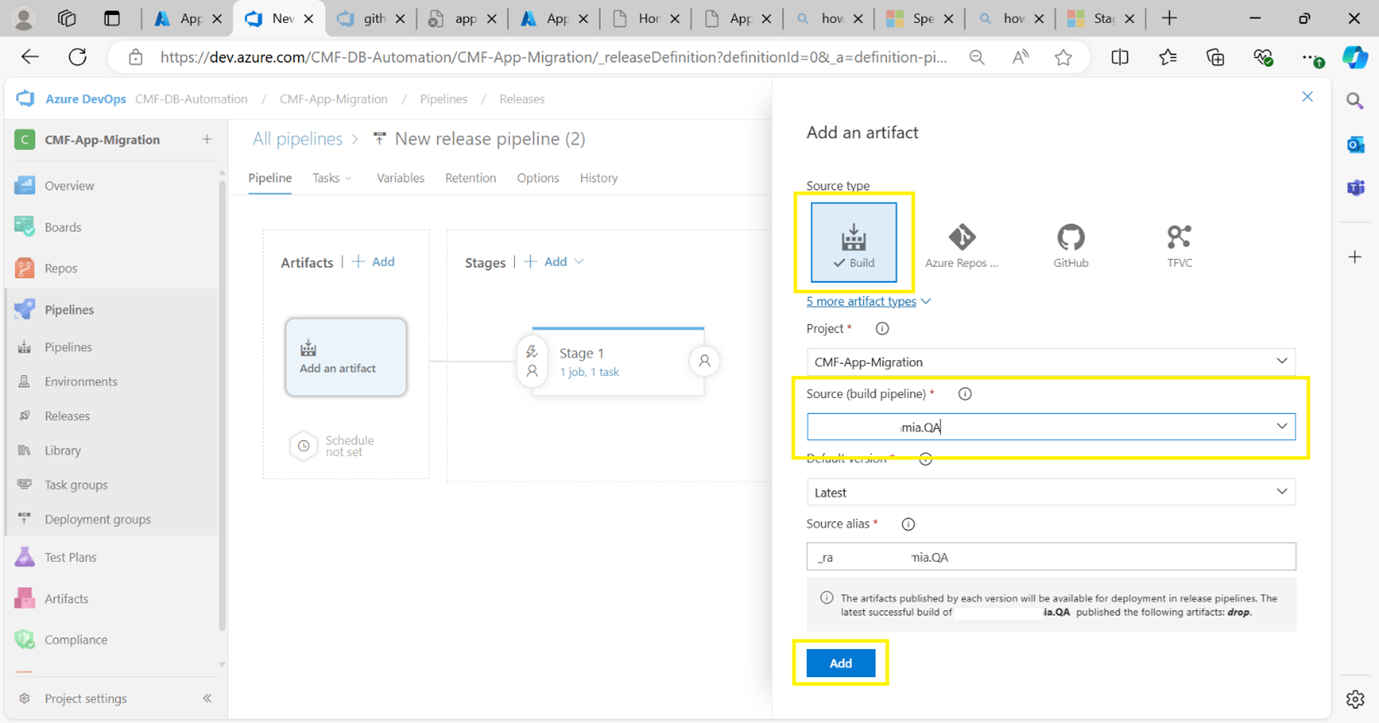 App
New
gith
app
App
Hor
App
how
Spe
how
Sta
https://dev.azure.com/CMF-DB-Automation/CMF-App-Migration/_releaseDefinition?definitionId=0&_a=definition-pi...
Azure DevOps CMF-DB-Automation / CMF-App-Migration / Pipelines / Releases
C CMF-App-Migration
Overview
Boards
Repos
Pipelines
Pipelines
Environments
Releases
Library
Task groups
Deployment groups
Test Plans
Artifacts
Compliance
Project settings
All pipelines > New release pipeline (2)
Pipeline Tasks Variables Retention Options History
Artifacts | + Add
Add an artifact
Schedule
not set
Stages | + Add
Stage 1
1 job, 1 task
Add an artifact
Source type
Build
Azure Repos ...
GitHub
TFVC
5 more artifact types
Project *
CMF-App-Migration
Source (build pipeline) *
mia.QA
Default version *
Latest
Source alias *
_ra mia.QA
The artifacts published by each version will be available for deployment in release pipelines. The
latest successful build of ia.QA published the following artifacts: drop.
Add